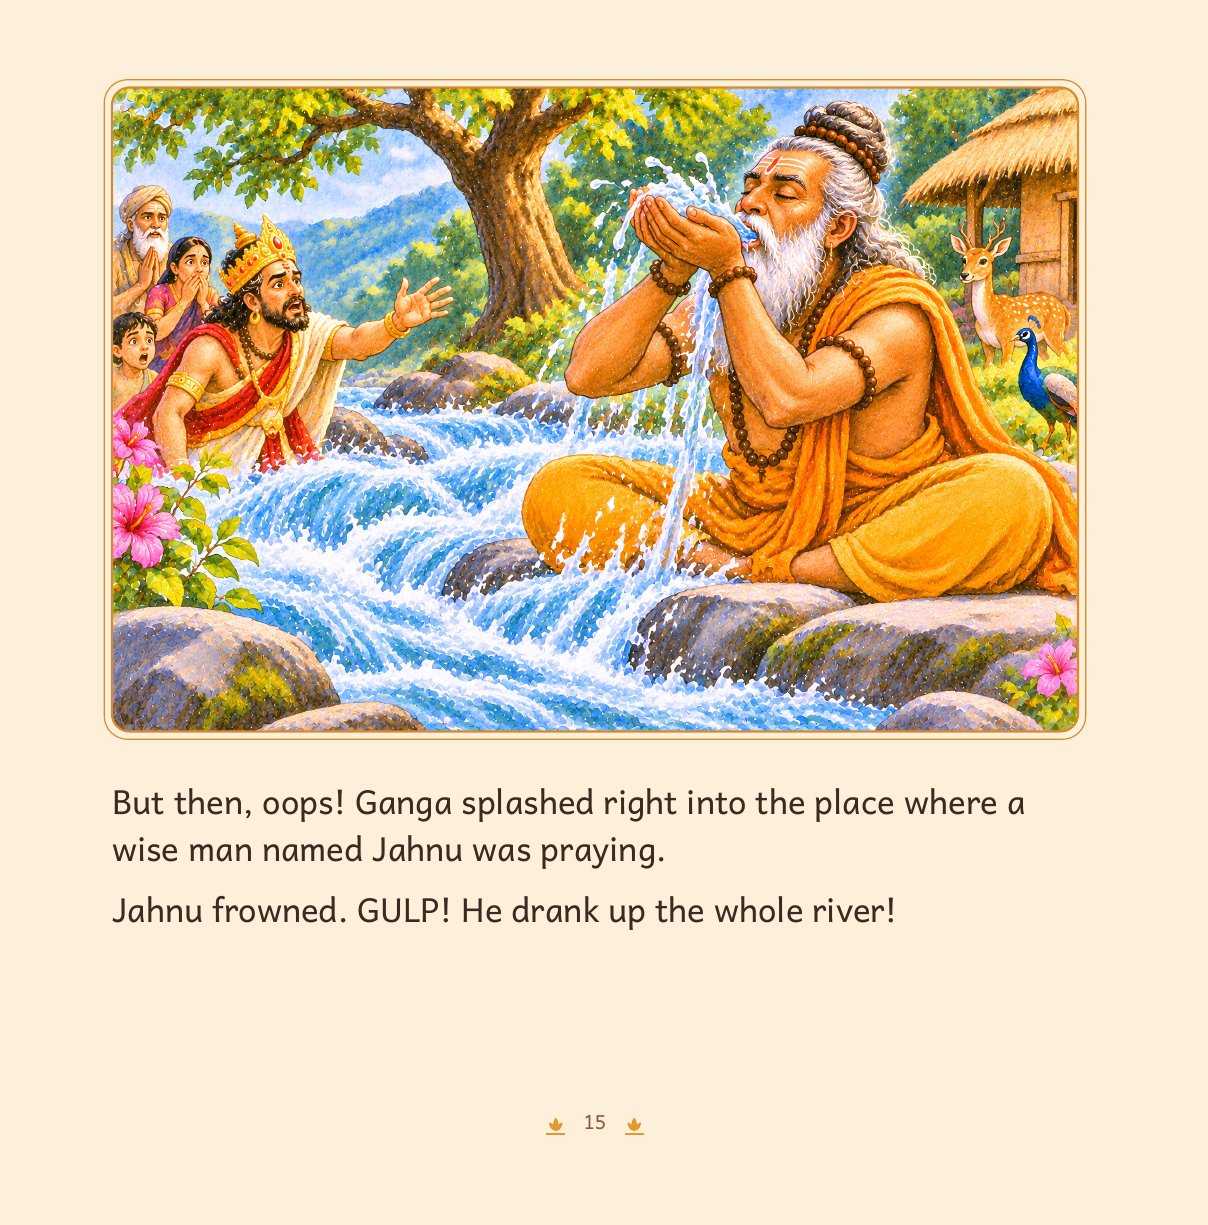 But then, oops! Ganga splashed right into the place where a
wise man named Jahnu was praying.
Jahnu frowned. GULP! He drank up the whole river!
15